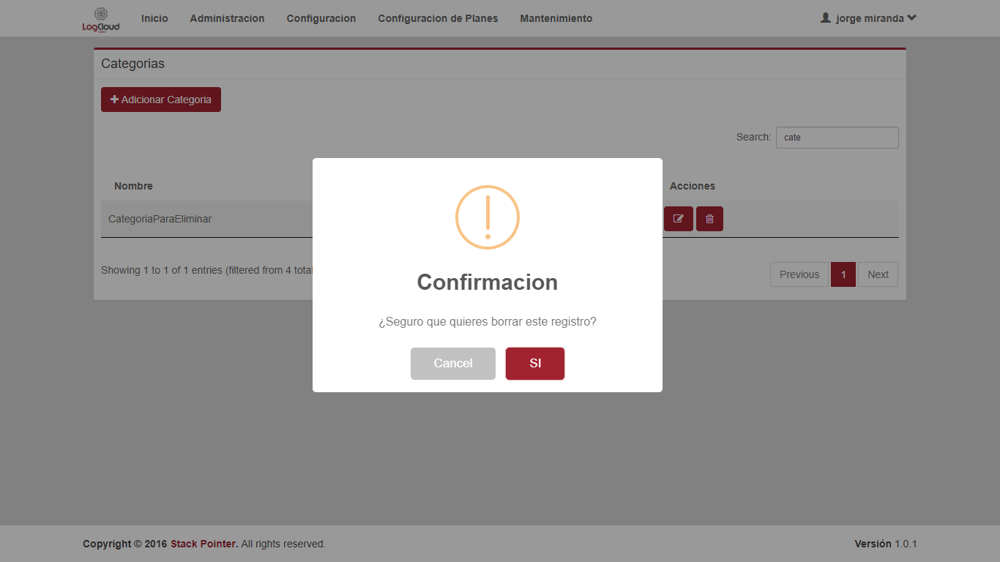 LogCloud
Inicio Administracion Configuracion Configuracion de Planes Mantenimiento jorge miranda
Categorias
Adicionar Categoria
Search: cate
Nombre Acciones
CategoriaParaEliminar
Showing 1 to 1 of 1 entries (filtered from 4 total
Previous 1 Next
Confirmacion
¿Seguro que quieres borrar este registro?
Cancel SI
Copyright © 2016 Stack Pointer. All rights reserved. Versión 1.0.1